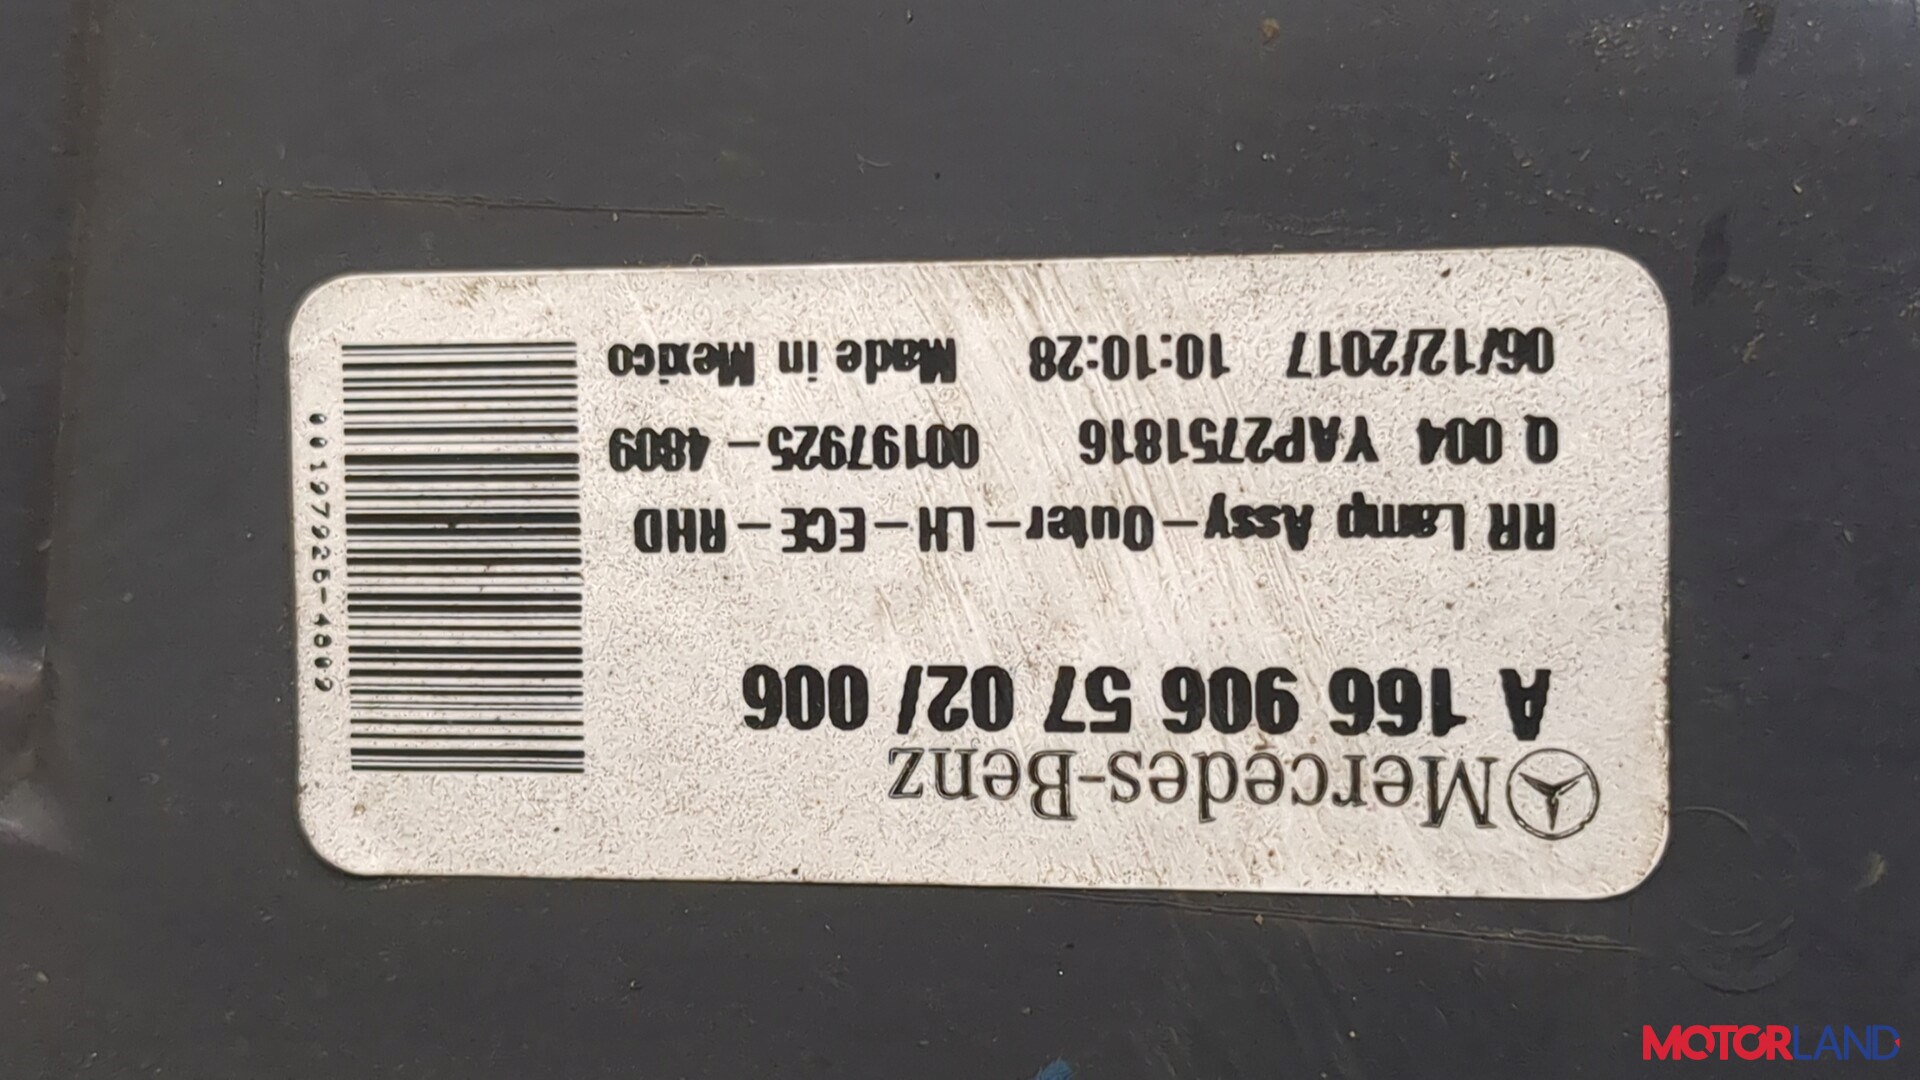 Mercedes-Benz
A 166 906 57 02/ 006
RR Lamp Assy-Outer-LH-ECE-RHD
Q 004 YAP2751816 00197925-4809
06/12/2017 10:10:28 Made in Mexico
00197925-4809
MOTORLAND